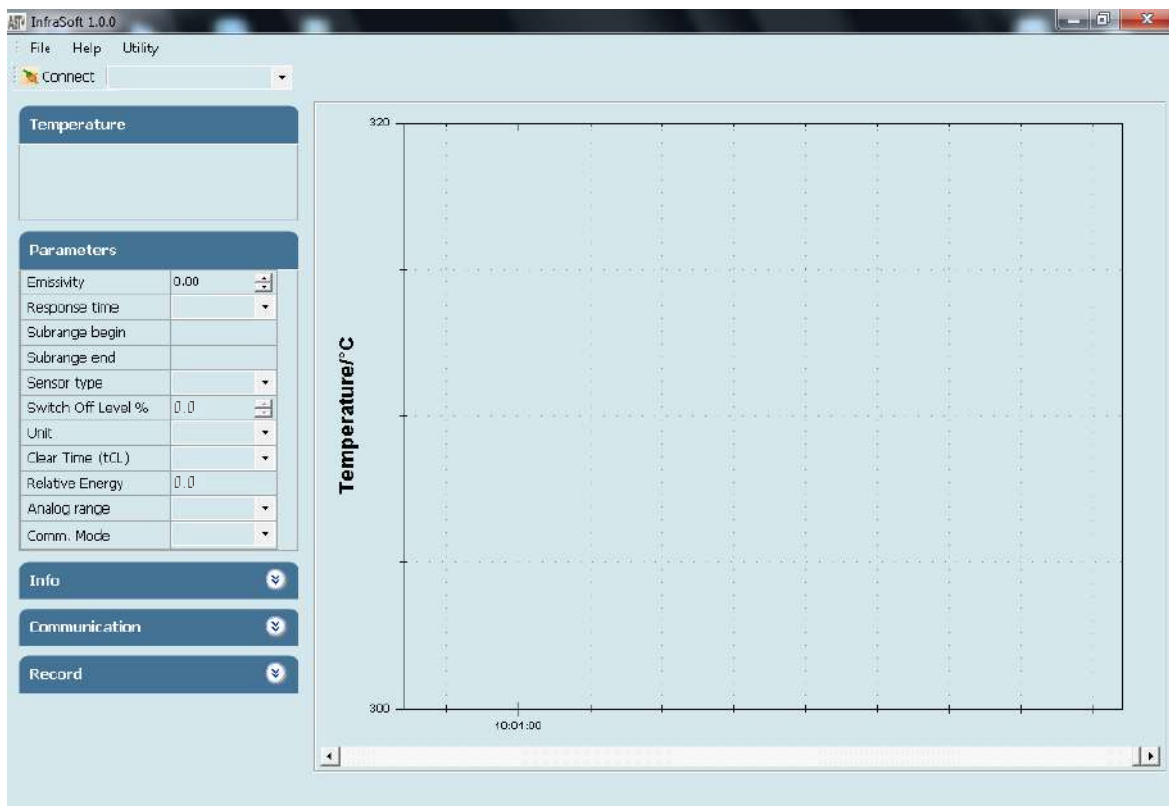 InfraSoft 1.0.0
File Help Utility
Connect
Temperature
Parameters
Emissivity 0.00
Response time
Subrange begin
Subrange end
Sensor type
Switch Off Level % 0.0
Unit
Clear Time (tCL)
Relative Energy 0.0
Analog range
Comm. Mode
Info
Communication
Record
320
Temperature/°C
300
10:01:00